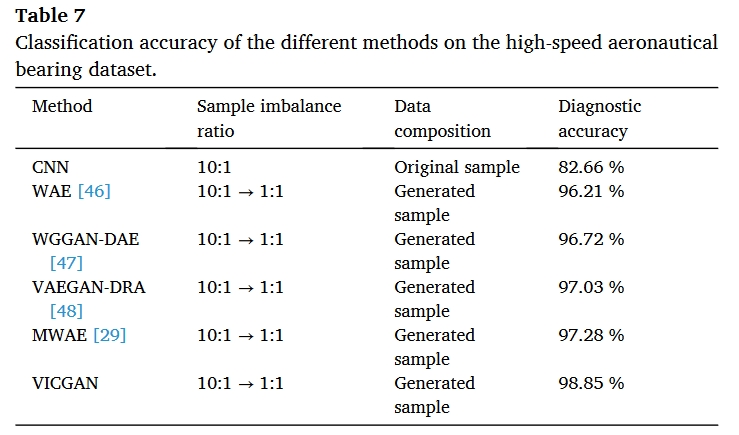 Table 7
Classification accuracy of the different methods on the high-speed aeronautical
bearing dataset.
Method Sample imbalance ratio Data composition Diagnostic accuracy
CNN 10:1 Original sample 82.66 %
WAE [46] 10:1 → 1:1 Generated sample 96.21 %
WGGAN-DAE [47] 10:1 → 1:1 Generated sample 96.72 %
VAEGAN-DRA [48] 10:1 → 1:1 Generated sample 97.03 %
MWAE [29] 10:1 → 1:1 Generated sample 97.28 %
VICGAN 10:1 → 1:1 Generated sample 98.85 %